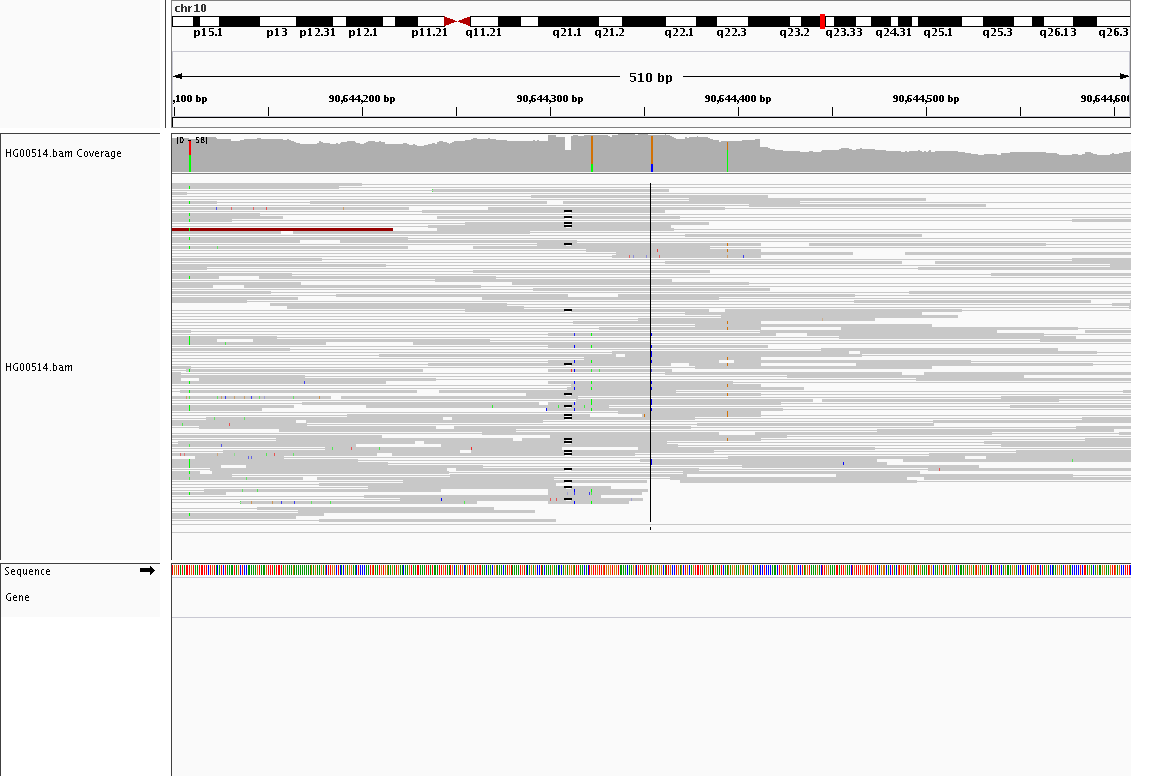 chr10
p15.1 p13 p12.31 p12.1 p11.21 q11.21 q21.1 q21.2 q22.1 q22.3 q23.2 q23.33 q24.31 q25.1 q25.3 q26.13 q26.3
510 bp
,100 bp 90,644,200 bp 90,644,300 bp 90,644,400 bp 90,644,500 bp 90,644,600
HG00514.bam Coverage
[0 - 58]
HG00514.bam
Sequence
Gene